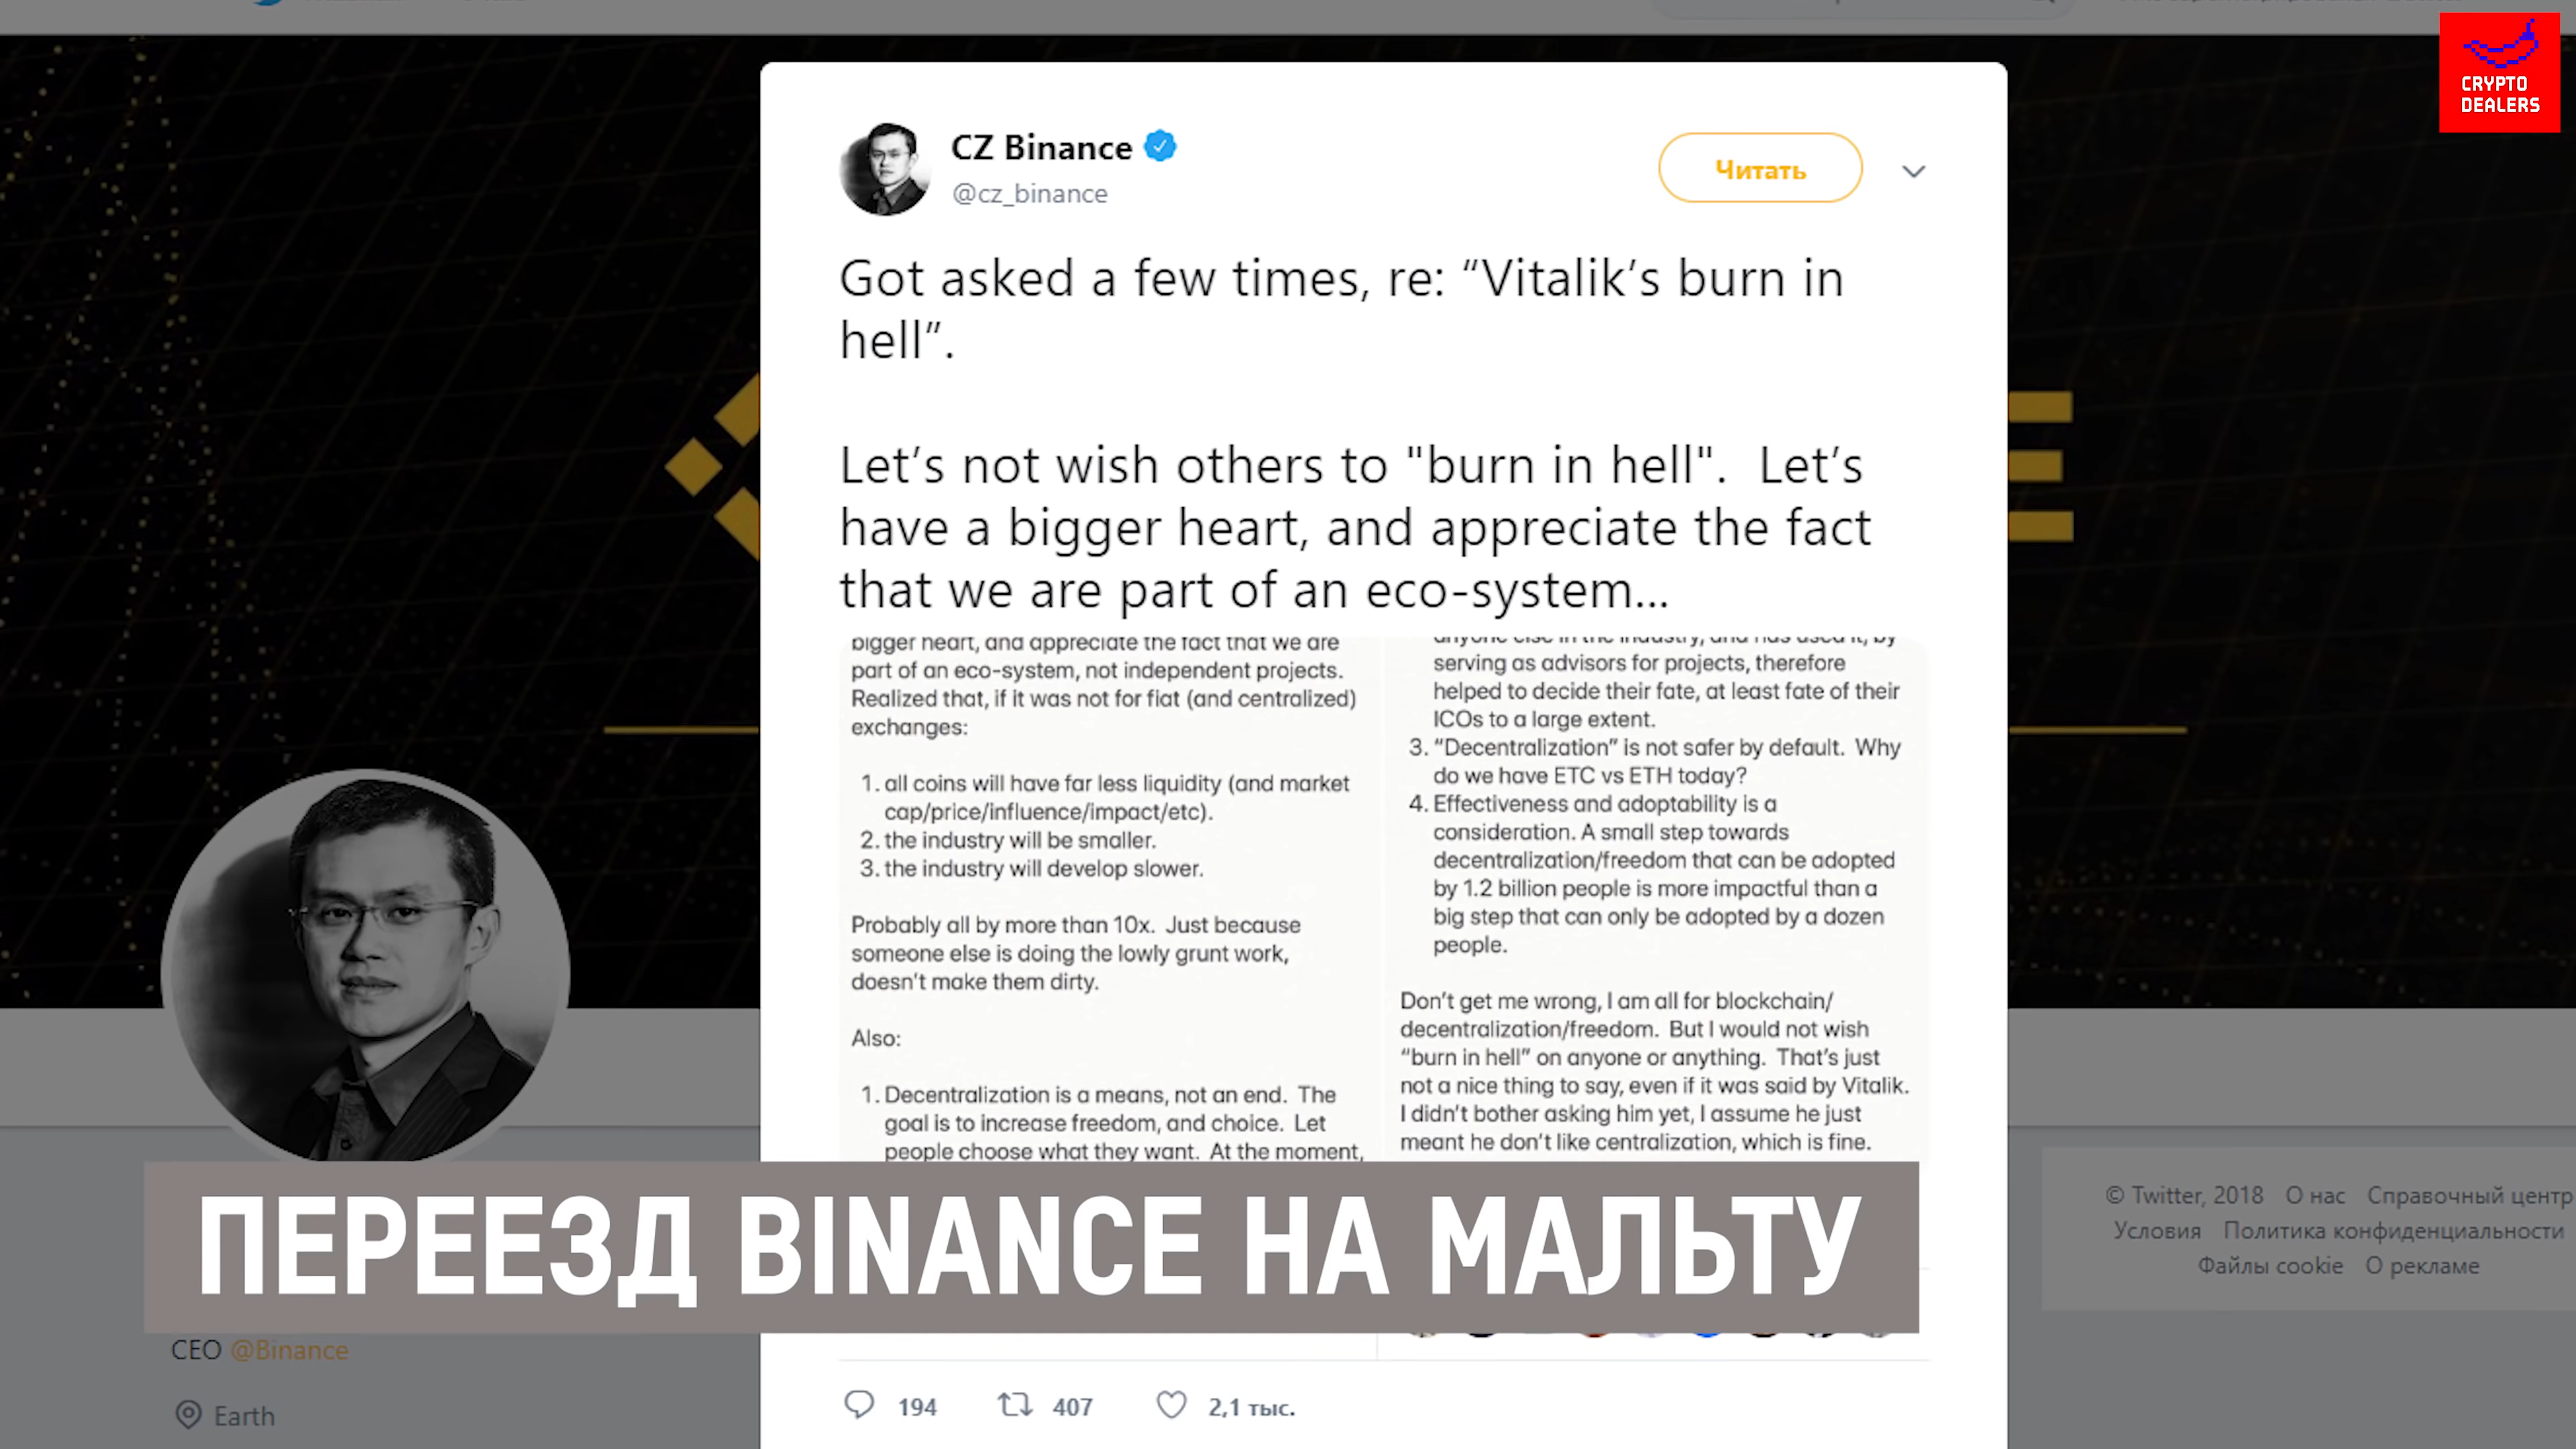 CRYPTO
DEALERS
CZ Binance
@cz_binance
Читать
Got asked a few times, re: “Vitalik’s burn in
hell”.
Let’s not wish others to "burn in hell".  Let’s
have a bigger heart, and appreciate the fact
that we are part of an eco-system...
bigger heart, and appreciate the fact that we are
part of an eco-system, not independent projects.
Realized that, if it was not for fiat (and centralized)
exchanges:
1. all coins will have far less liquidity (and market
cap/price/influence/impact/etc).
2. the industry will be smaller.
3. the industry will develop slower.
Probably all by more than 10x.  Just because
someone else is doing the lowly grunt work,
doesn’t make them dirty.
Also:
1. Decentralization is a means, not an end.  The
goal is to increase freedom, and choice.  Let
people choose what they want.  At the moment,
anyone else in the industry, and has used it, by
serving as advisors for projects, therefore
helped to decide their fate, at least fate of their
ICOs to a large extent.
3. “Decentralization” is not safer by default.  Why
do we have ETC vs ETH today?
4. Effectiveness and adoptability is a
consideration. A small step towards
decentralization/freedom that can be adopted
by 1.2 billion people is more impactful than a
big step that can only be adopted by a dozen
people.
Don’t get me wrong, I am all for blockchain/
decentralization/freedom.  But I would not wish
“burn in hell” on anyone or anything.  That’s just
not a nice thing to say, even if it was said by Vitalik.
I didn’t bother asking him yet, I assume he just
meant he don’t like centralization, which is fine.
ПЕРЕЕЗД BINANCE НА МАЛЬТУ
CEO @Binance
Earth
194 407 2,1 тыс.
© Twitter, 2018 О нас Справочный центр
Условия Политика конфиденциальности
Файлы cookie О рекламе